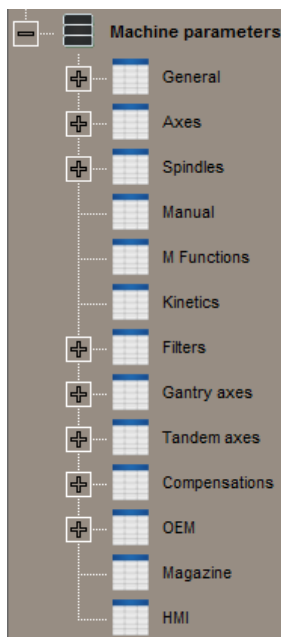 Machine parameters
General
Axes
Spindles
Manual
M Functions
Kinetics
Filters
Gantry axes
Tandem axes
Compensations
OEM
Magazine
HMI